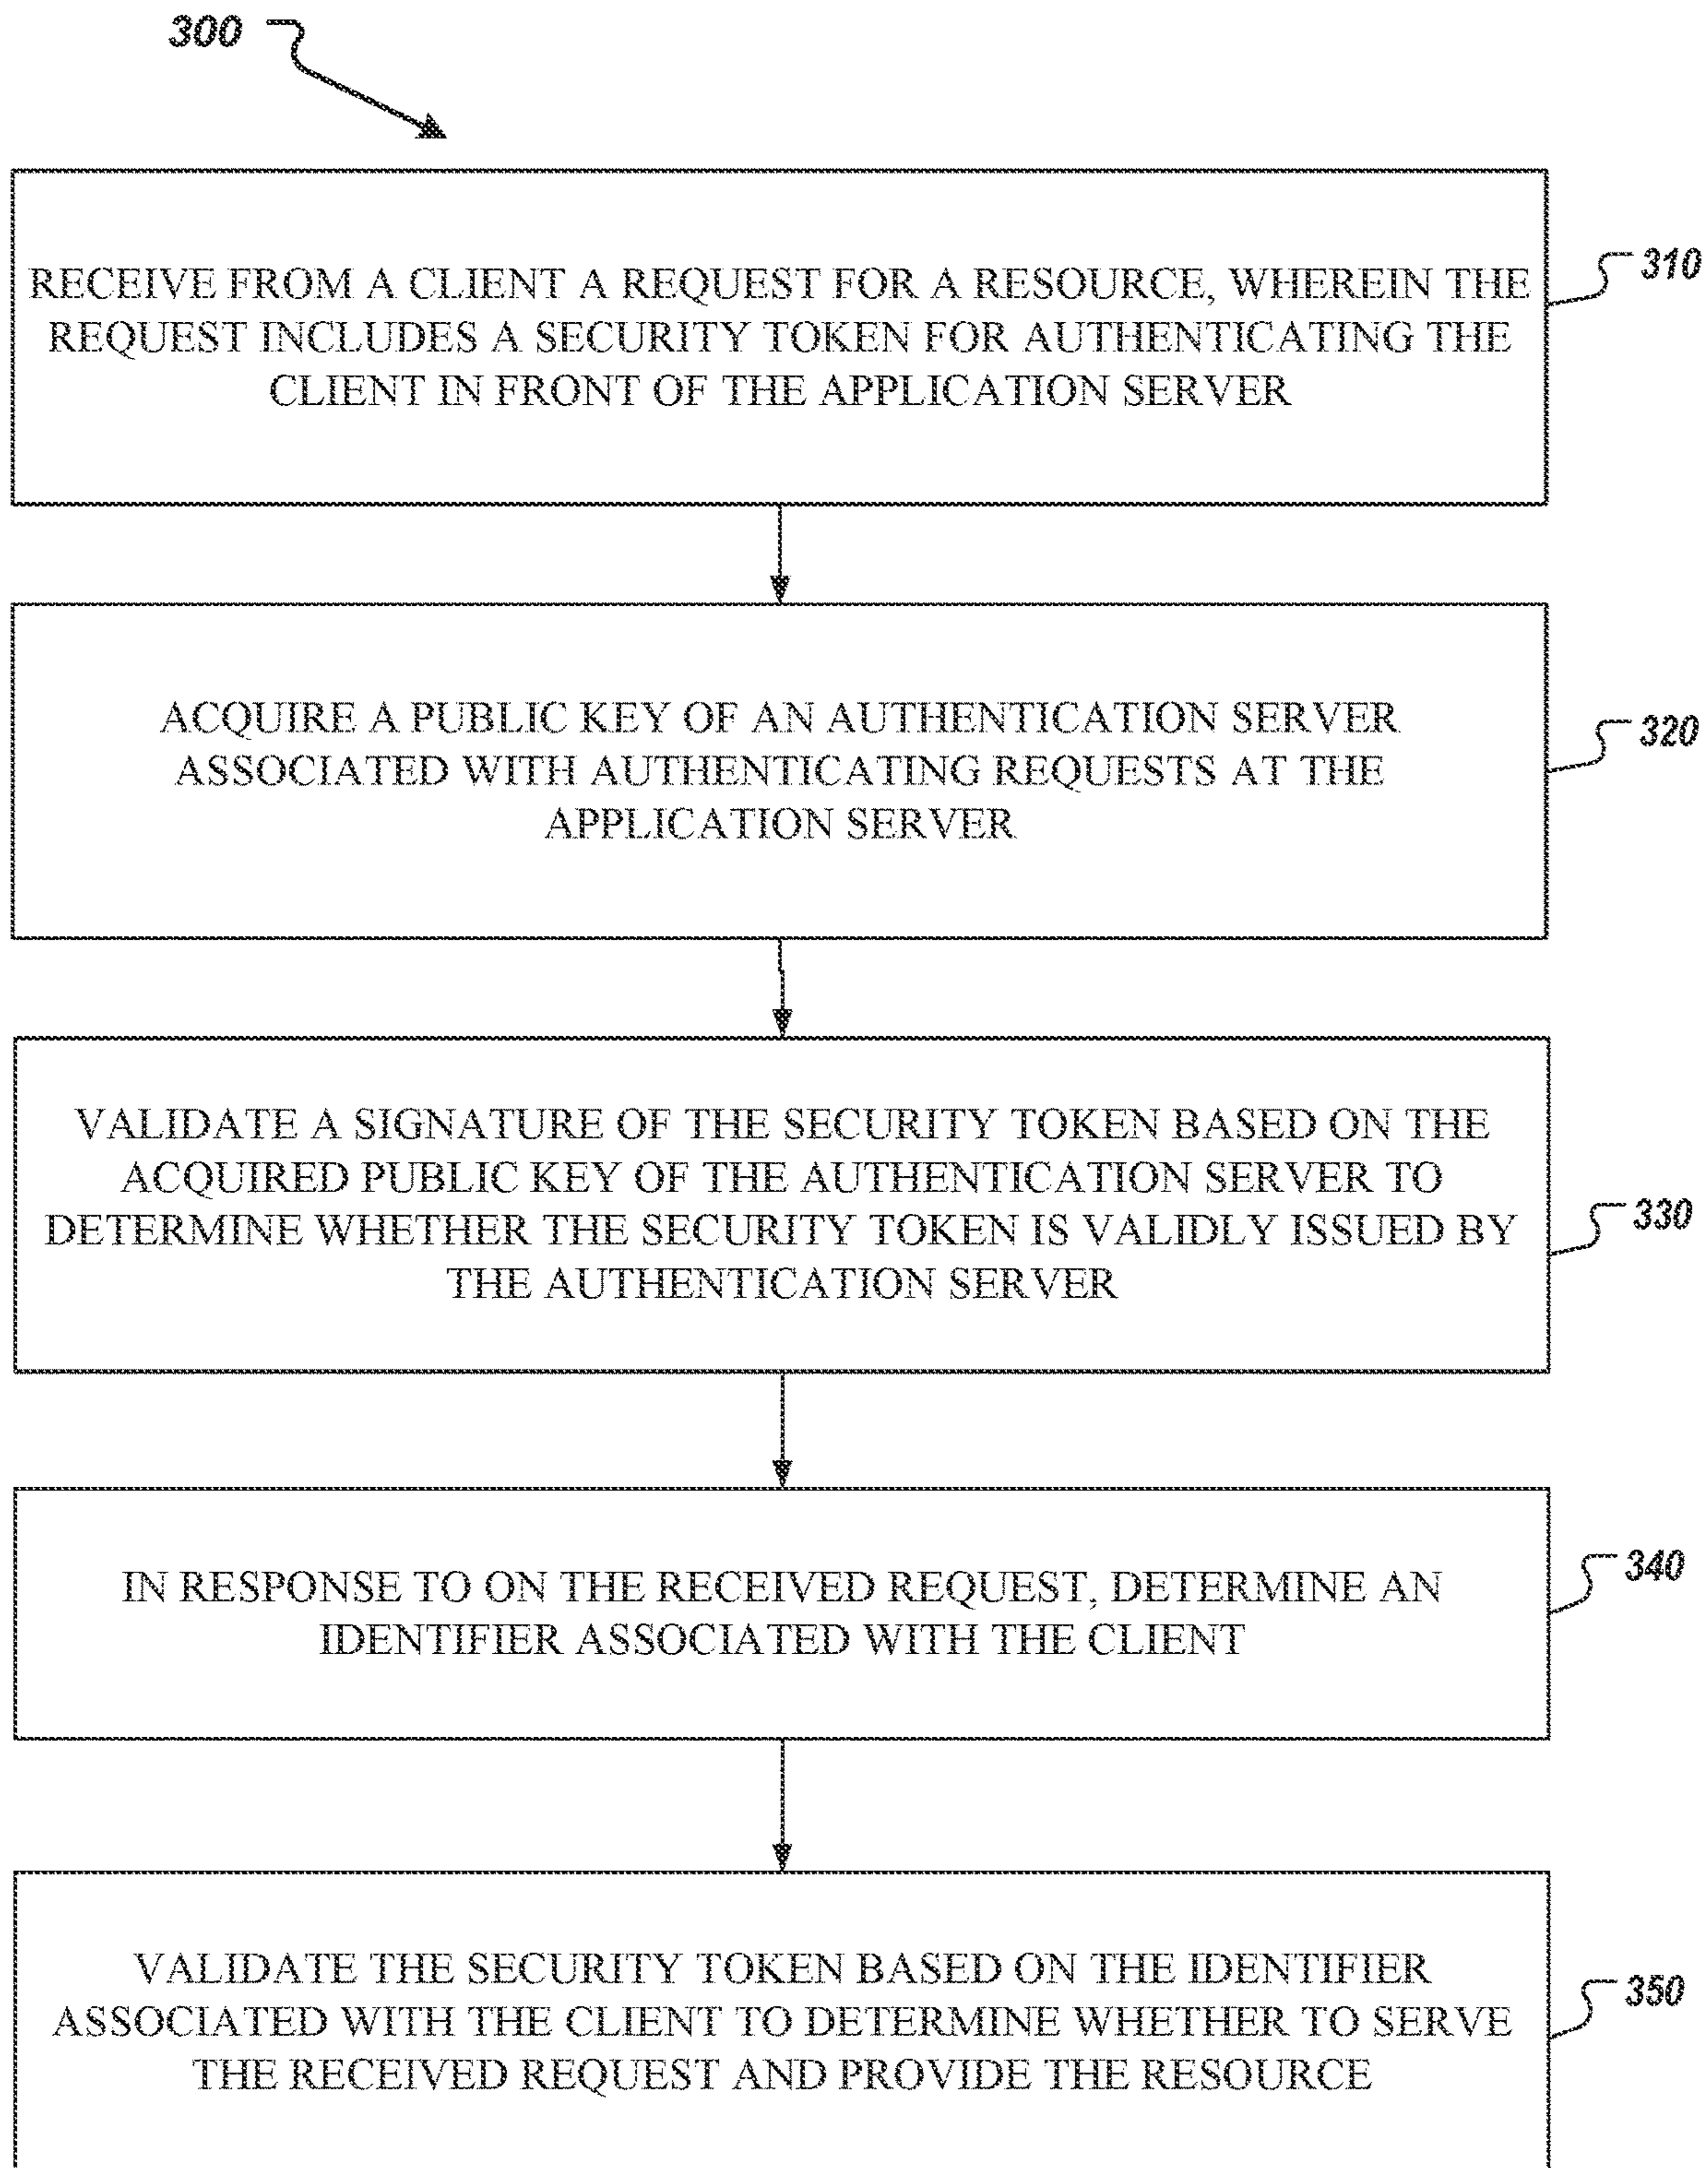 300
RECEIVE FROM A CLIENT A REQUEST FOR A RESOURCE, WHEREIN THE
REQUEST INCLUDES A SECURITY TOKEN FOR AUTHENTICATING THE
CLIENT IN FRONT OF THE APPLICATION SERVER
310
ACQUIRE A PUBLIC KEY OF AN AUTHENTICATION SERVER
ASSOCIATED WITH AUTHENTICATING REQUESTS AT THE
APPLICATION SERVER
320
VALIDATE A SIGNATURE OF THE SECURITY TOKEN BASED ON THE
ACQUIRED PUBLIC KEY OF THE AUTHENTICATION SERVER TO
DETERMINE WHETHER THE SECURITY TOKEN IS VALIDLY ISSUED BY
THE AUTHENTICATION SERVER
330
IN RESPONSE TO ON THE RECEIVED REQUEST, DETERMINE AN
IDENTIFIER ASSOCIATED WITH THE CLIENT
340
VALIDATE THE SECURITY TOKEN BASED ON THE IDENTIFIER
ASSOCIATED WITH THE CLIENT TO DETERMINE WHETHER TO SERVE
THE RECEIVED REQUEST AND PROVIDE THE RESOURCE
350